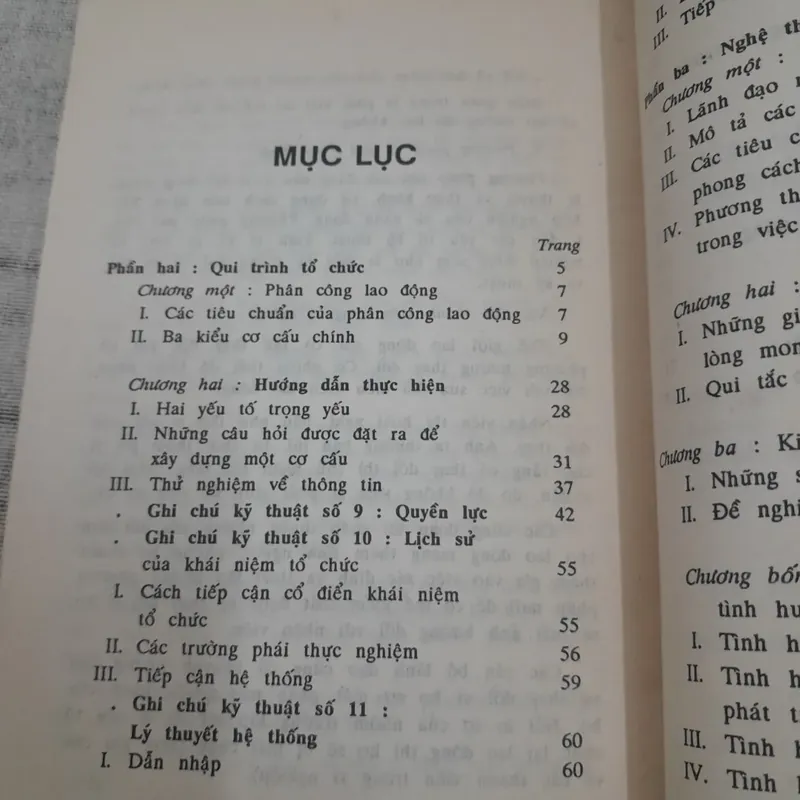 MỤC LỤC
Trang
Phần hai : Qui trình tổ chức 5
Chương một : Phân công lao động 7
I. Các tiêu chuẩn của phân công lao động 7
II. Ba kiểu cơ cấu chính 9
Chương hai : Hướng dẫn thực hiện 28
I. Hai yếu tố trọng yếu 28
II. Những câu hỏi được đặt ra để
xây dựng một cơ cấu 31
III. Thử nghiệm về thông tin 37
. Ghi chú kỹ thuật số 9 : Quyền lực 42
. Ghi chú kỹ thuật số 10 : Lịch sử
của khái niệm tổ chức 55
I. Cách tiếp cận cổ điển khái niệm
tổ chức 55
II. Các trường phái thực nghiệm 56
III. Tiếp cận hệ thống 59
. Ghi chú kỹ thuật số 11 :
Lý thuyết hệ thống 60
I. Dẫn nhập 60
II.
III. Tiếp
Phần ba : Nghệ
Chương một :
I. Lãnh đạo
II. Mô tả các
III. Các tiêu
phong cách
IV. Phương
trong việc
Chương hai :
I. Những
lòng
II. Qui tắc
Chương ba :
I. Những
II. Đề
Chương bốn
tình
I. Tình
II. Tình
phát
III. Tình
IV. Tình